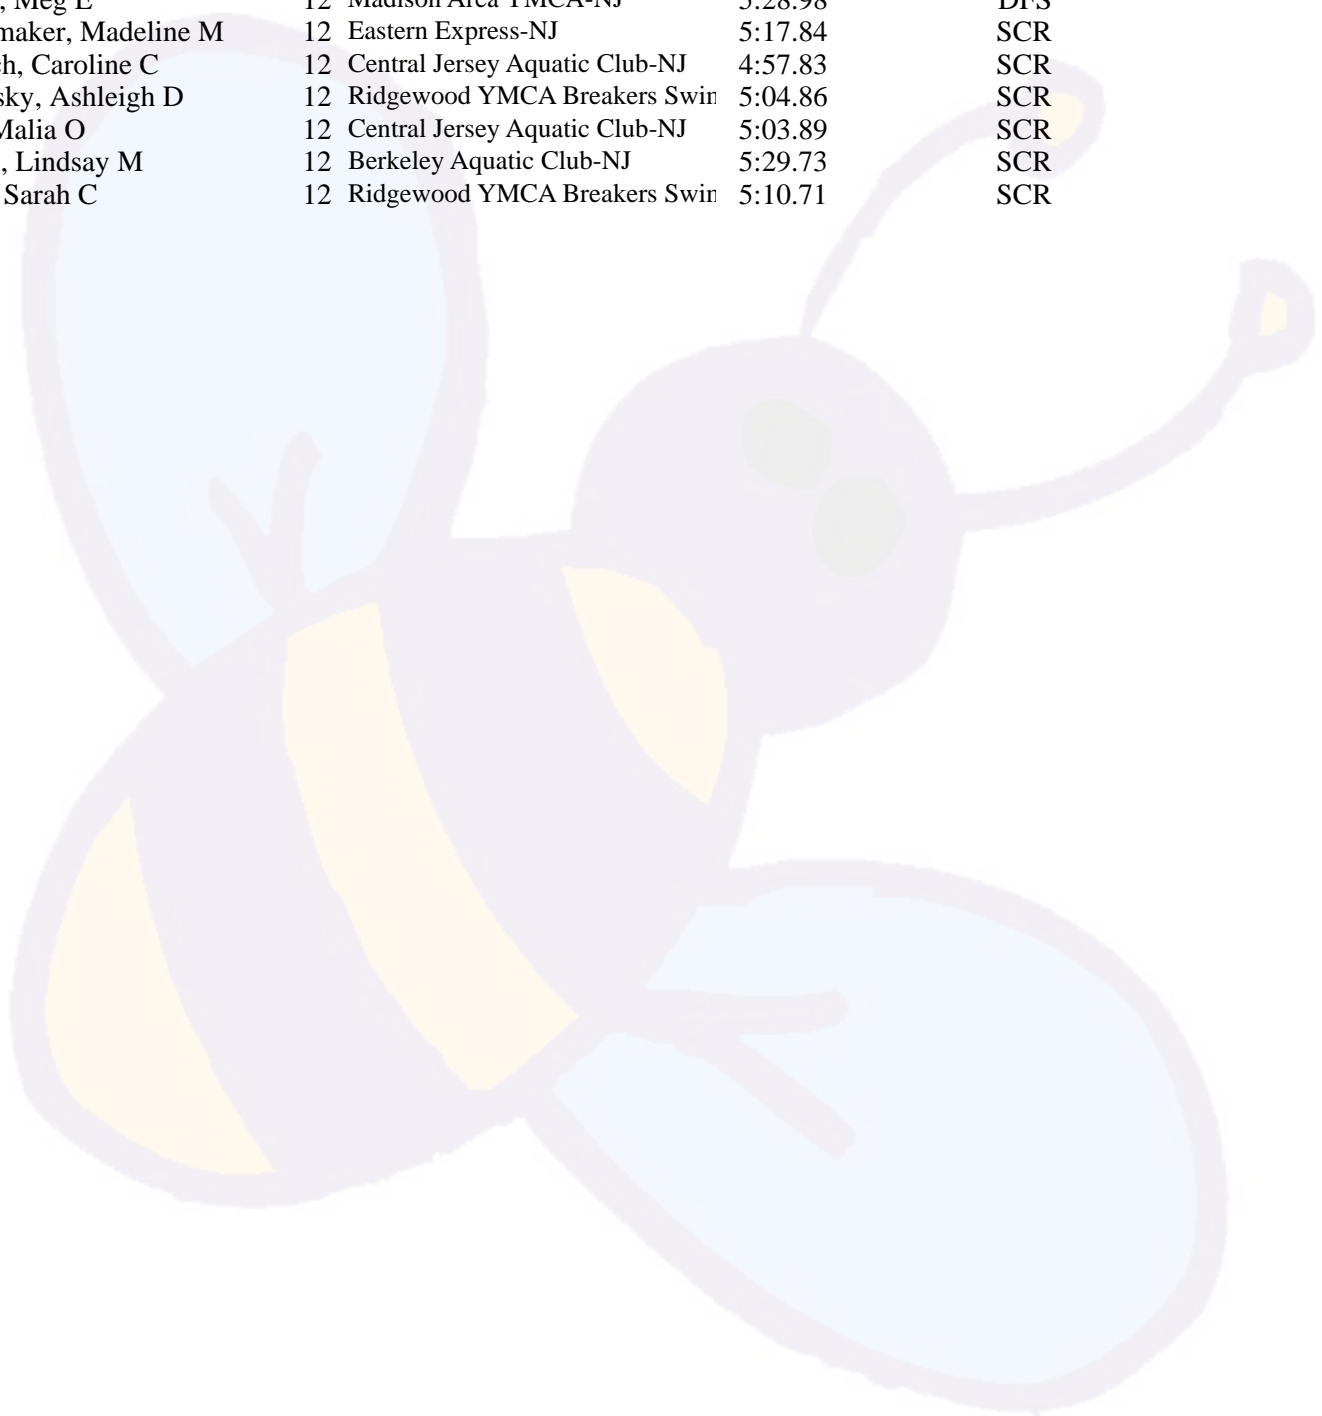 , Meg E 12 Madison Area YMCA-NJ 5:28.98 DFS
maker, Madeline M 12 Eastern Express-NJ 5:17.84 SCR
ch, Caroline C 12 Central Jersey Aquatic Club-NJ 4:57.83 SCR
sky, Ashleigh D 12 Ridgewood YMCA Breakers Swin 5:04.86 SCR
Malia O 12 Central Jersey Aquatic Club-NJ 5:03.89 SCR
, Lindsay M 12 Berkeley Aquatic Club-NJ 5:29.73 SCR
Sarah C 12 Ridgewood YMCA Breakers Swin 5:10.71 SCR